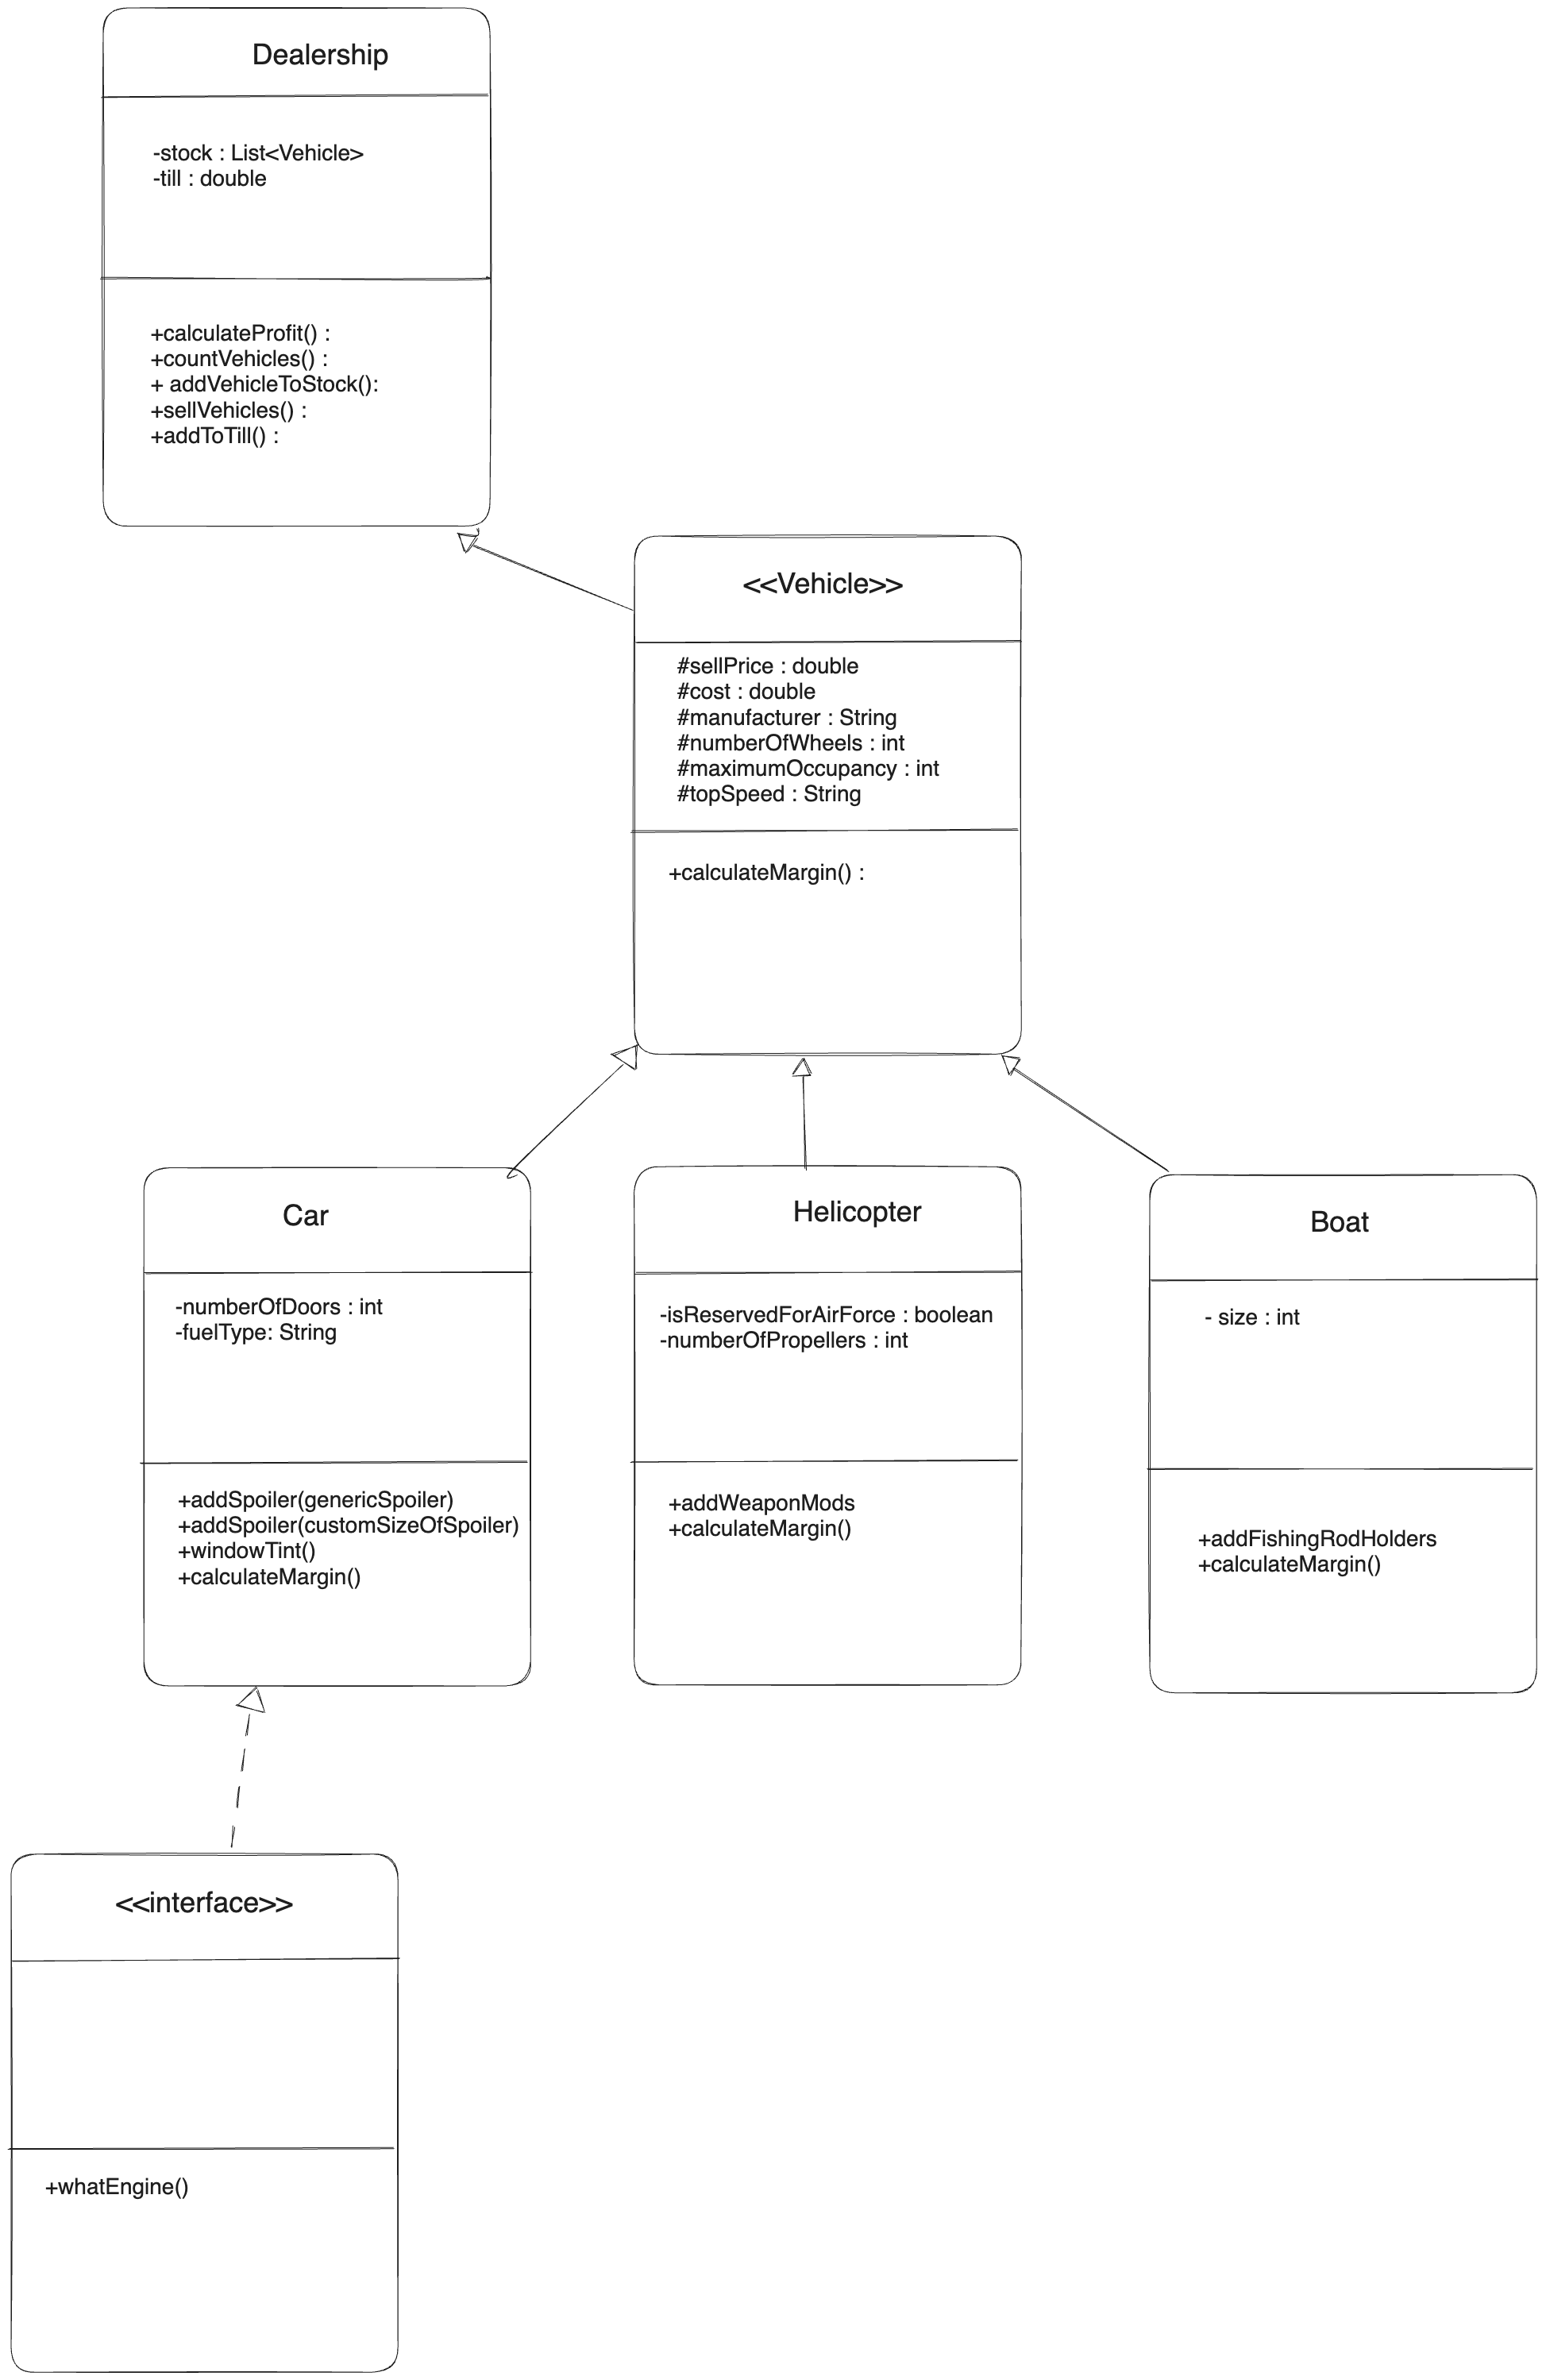 Dealership
-stock : List<Vehicle>
-till : double
+calculateProfit() :
+countVehicles() :
+ addVehicleToStock():
+sellVehicles() :
+addToTill() :
<<Vehicle>>
#sellPrice : double
#cost : double
#manufacturer : String
#numberOfWheels : int
#maximumOccupancy : int
#topSpeed : String
+calculateMargin() :
Car
-numberOfDoors : int
-fuelType: String
+addSpoiler(genericSpoiler)
+addSpoiler(customSizeOfSpoiler)
+windowTint()
+calculateMargin()
Helicopter
-isReservedForAirForce : boolean
-numberOfPropellers : int
+addWeaponMods
+calculateMargin()
Boat
- size : int
+addFishingRodHolders
+calculateMargin()
<<interface>>
+whatEngine()